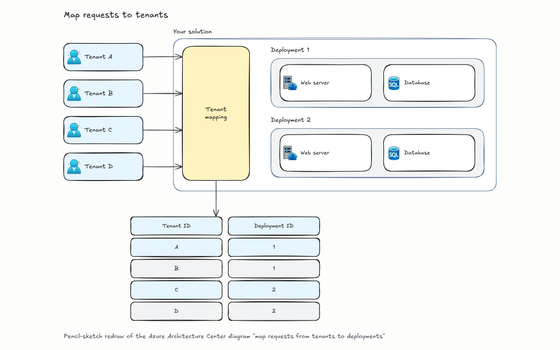 Map requests to tenants
Your solution
Tenant A
Tenant B
Tenant C
Tenant D
Tenant
mapping
Deployment 1
Web server
SQL
Database
Deployment 2
Web server
SQL
Database
Tenant ID Deployment ID
A 1
B 1
C 2
D 2
Pencil-sketch redraw of the Azure Architecture Center diagram "map requests from tenants to deployments"